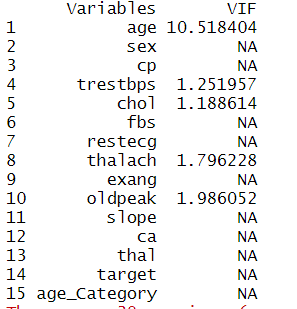 Variables VIF
1 age 10.518404
2 sex NA
3 cp NA
4 trestbps 1.251957
5 chol 1.188614
6 fbs NA
7 restecg NA
8 thalach 1.796228
9 exang NA
10 oldpeak 1.986052
11 slope NA
12 ca NA
13 thal NA
14 target NA
15 age_Category NA